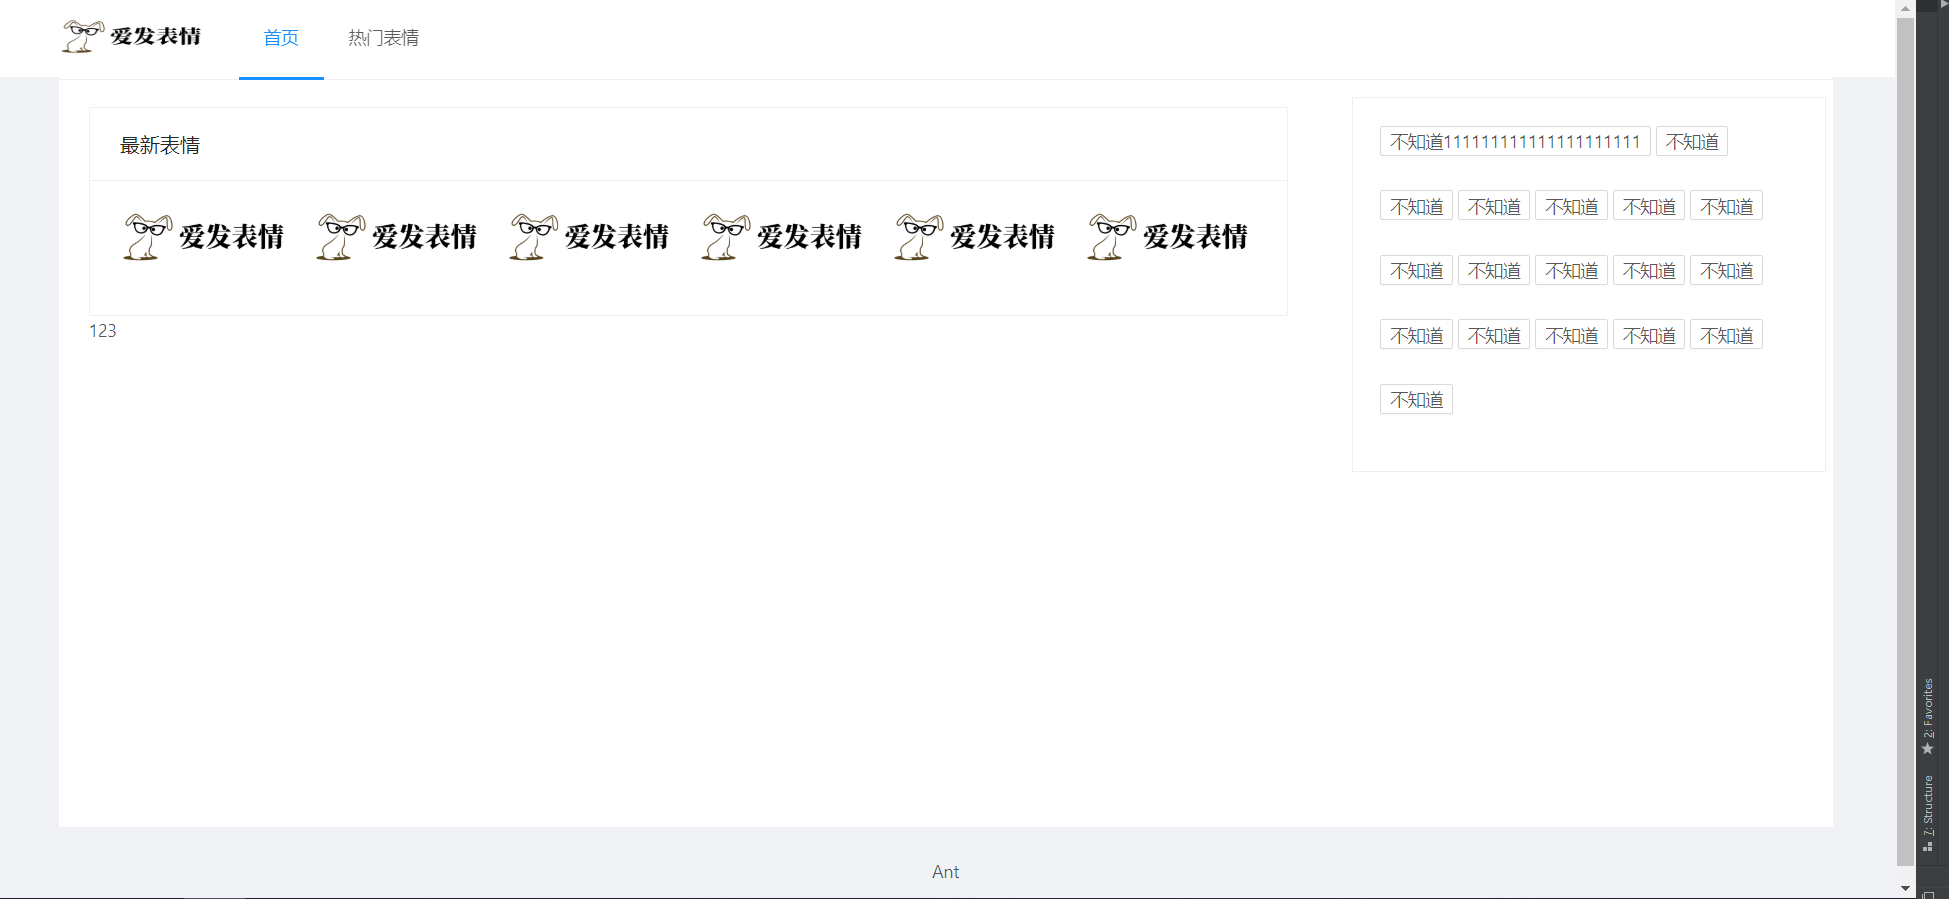 爱发表情 首页 热门表情
最新表情
爱发表情 爱发表情 爱发表情 爱发表情 爱发表情 爱发表情
123
不知道111111111111111111111 不知道
不知道 不知道 不知道 不知道 不知道
不知道 不知道 不知道 不知道 不知道
不知道 不知道 不知道 不知道 不知道
不知道
Ant
2: Favorites
7: Structure